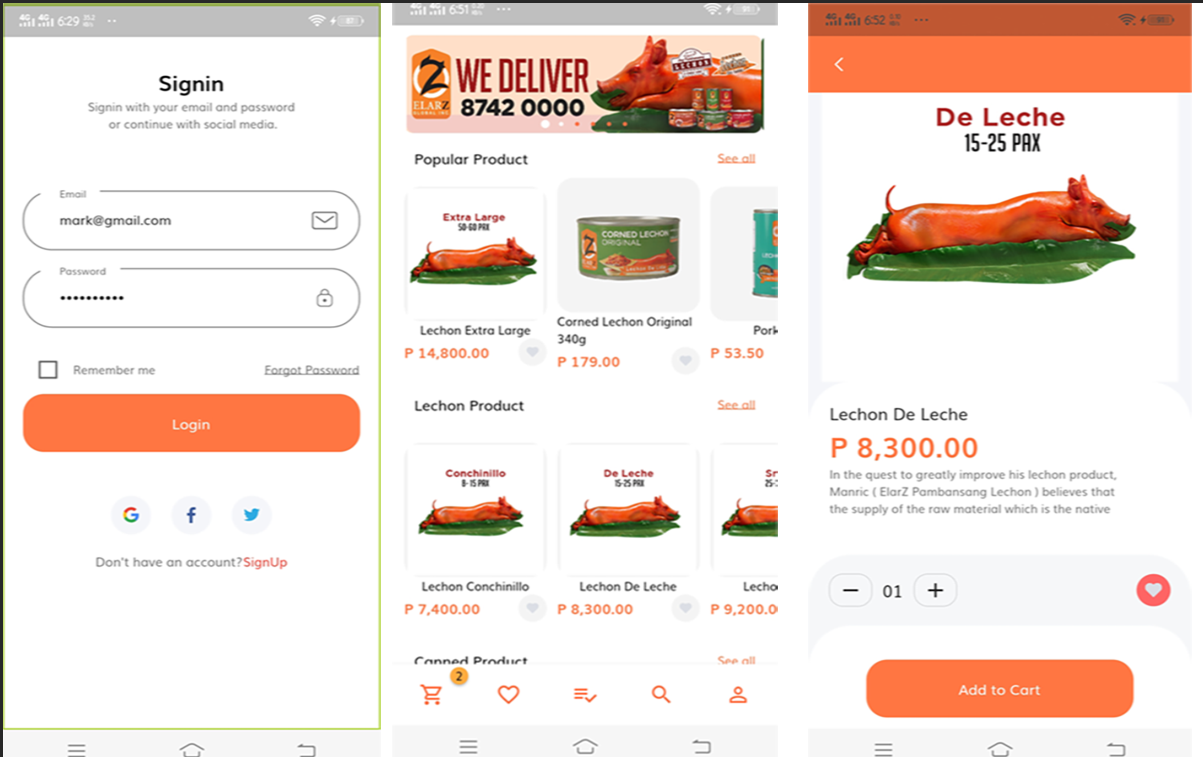 6:29
Signin
Signin with your email and password
or continue with social media.
Email
mark@gmail.com
Password
Remember me
Forgot Password
Login
Don't have an account? SignUp
6:51
ELARZ
WE DELIVER
8742 0000
LECHON
Popular Product
See all
Extra Large
50-60 PAX
CORNED LECHON
ORIGINAL
Lechon Extra Large
Corned Lechon Original
340g
Pork
P 14,800.00
P 179.00
P 53.50
Lechon Product
See all
Conchinillo
8-15 PAX
De Leche
15-25 PAX
Lechon Conchinillo
Lechon De Leche
Lecho
P 7,400.00
P 8,300.00
P 9,200.0
Canned Product
See all
2
6:52
De Leche
15-25 PAX
Lechon De Leche
P 8,300.00
In the quest to greatly improve his lechon product,
Manric ( ElarZ Pambansang Lechon ) believes that
the supply of the raw material which is the native
01
Add to Cart